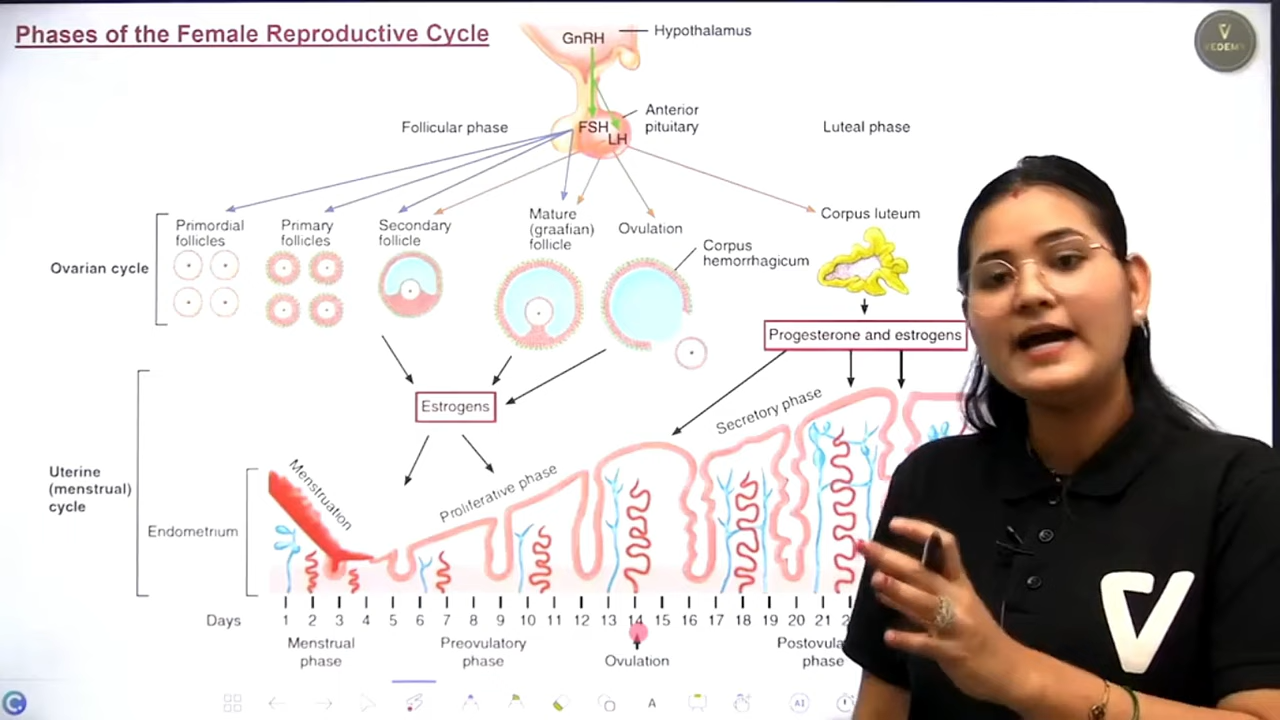 Phases of the Female Reproductive Cycle
GnRH
Hypothalamus
VEDEMY
Anterior
pituitary
Follicular phase
FSH
LH
Luteal phase
Primordial
follicles
Primary
follicles
Secondary
follicle
Mature
(graafian)
follicle
Ovulation
Corpus luteum
Corpus
hemorrhagicum
Ovarian cycle
Progesterone and estrogens
Estrogens
Secretory phase
Uterine
(menstrual)
cycle
Menstruation
Proliferative phase
Endometrium
Days
1 2 3 4 5 6 7 8 9 10 11 12 13 14 15 16 17 18 19 20 21
Menstrual
phase
Preovulatory
phase
Ovulation
phase
A
AI